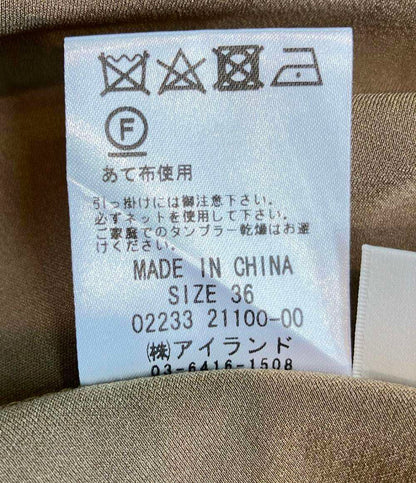 F
あて布使用
引っ掛けには御注意下さい。
必ずネットを使用して下さい。
ご家庭でのタンブラー乾燥はお避
けください。
MADE IN CHINA
SIZE 36
02233 21100-00
㈱アイランド
03-6416-1508